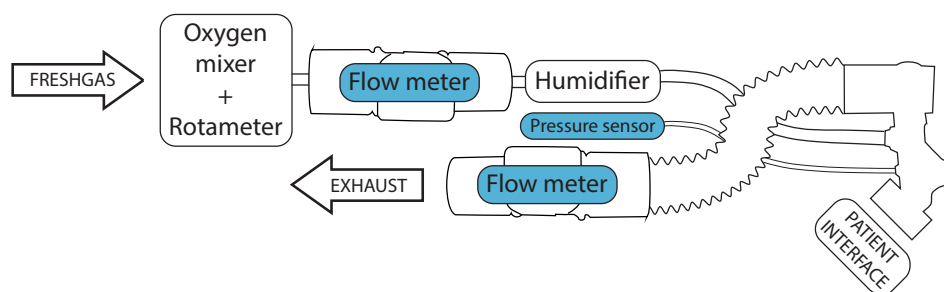 Oxygen
mixer
+
Rotameter
FRESHGAS
Flow meter
Humidifier
Pressure sensor
EXHAUST
Flow meter
PATIENT
INTERFACE